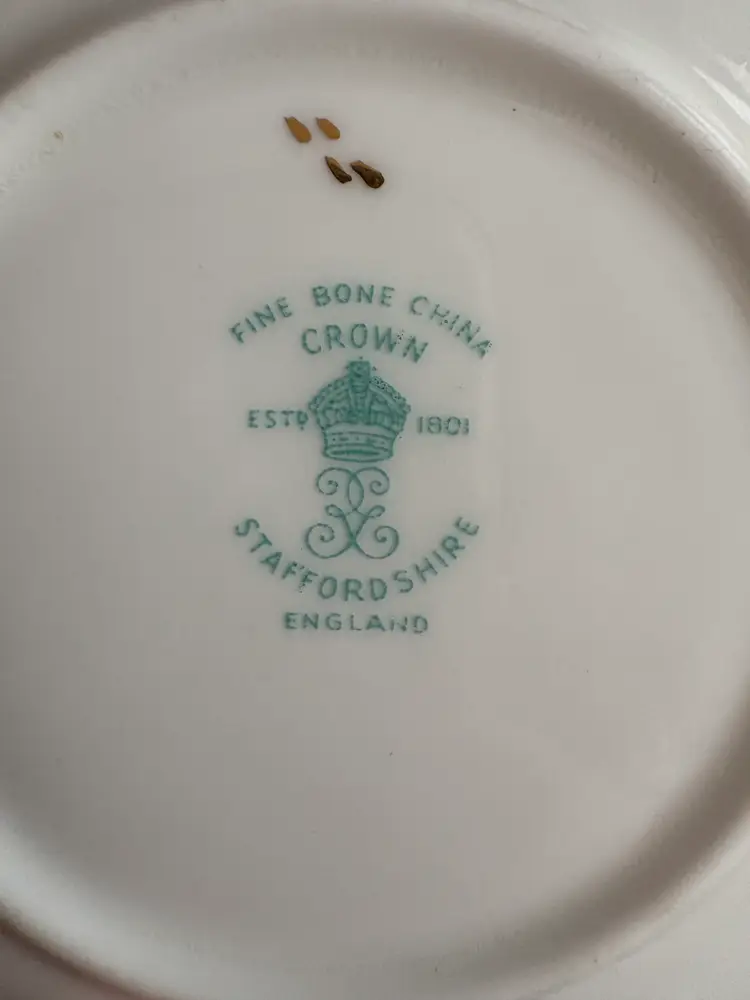 FINE BONE CHINA
CROWN
ESTD 1801
STAFFORDSHIRE
ENGLAND